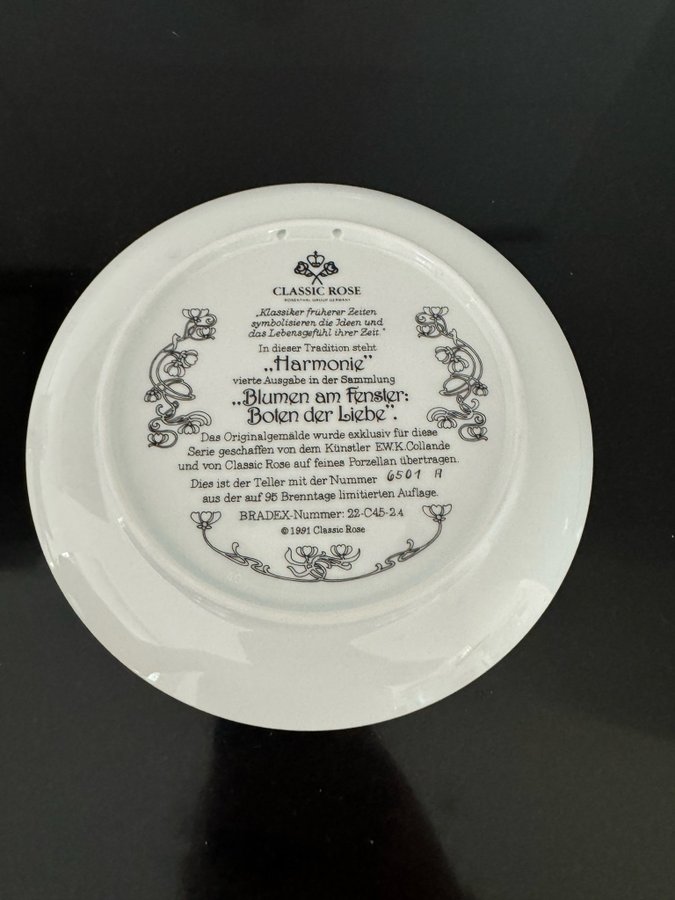 CLASSIC ROSE
ROSENTHAL GROUP GERMANY
„Klassiker früherer Zeiten
symbolisieren die Ideen und
das Lebensgefühl ihrer Zeit."
In dieser Tradition steht
„Harmonie”
vierte Ausgabe in der Sammlung
„Blumen am Fenster:
Boten der Liebe”.
Das Originalgemälde wurde exklusiv für diese
Serie geschaffen von dem Künstler E.W.K.Collande
und von Classic Rose auf feines Porzellan übertragen.
Dies ist der Teller mit der Nummer 6501 A
aus der auf 95 Brenntage limitierten Auflage.
BRADEX-Nummer: 22-C45-2.4
© 1991 Classic Rose